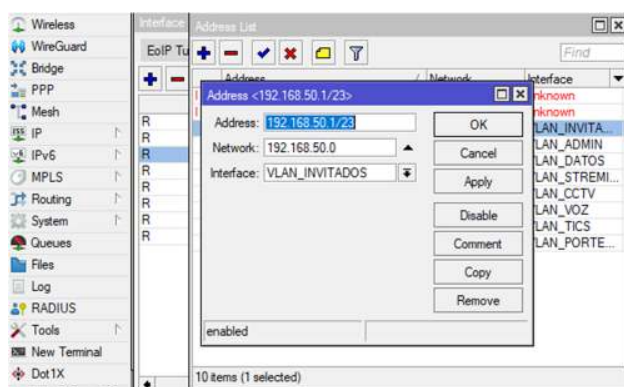 Wireless
WireGuard
Bridge
PPP
Mesh
IP
IPv6
MPLS
Routing
System
Queues
Files
Log
RADIUS
Tools
New Terminal
Dot1X
Interface
EoIP Tu
R
R
R
R
R
R
R
R
Address List
Find
Address
Network
Interface
nknown
nknown
LAN_INVITA...
LAN_ADMIN
LAN_DATOS
LAN_STREMI...
LAN_CCTV
LAN_VOZ
LAN_TICS
LAN_PORTE...
10 items (1 selected)
Address <192.168.50.1/23>
Address: 192.168.50.1/23
Network: 192.168.50.0
Interface: VLAN_INVITADOS
OK
Cancel
Apply
Disable
Comment
Copy
Remove
enabled